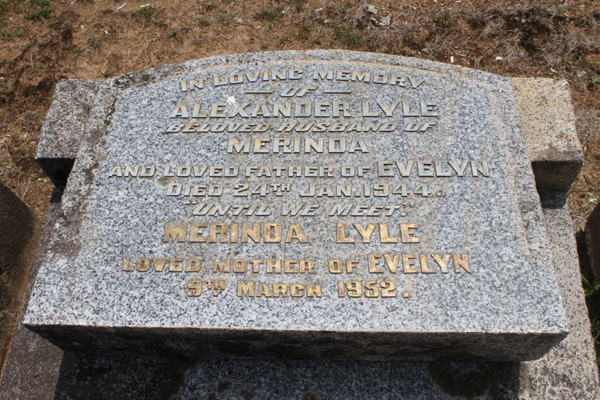 IN LOVING MEMORY
— OF —
ALEXANDER LYLE
BELOVED HUSBAND OF
MERINDA
AND LOVED FATHER OF EVELYN
DIED 24TH JAN. 1944.
"UNTIL WE MEET."
MERINDA LYLE
LOVED MOTHER OF EVELYN
9TH MARCH 1952.